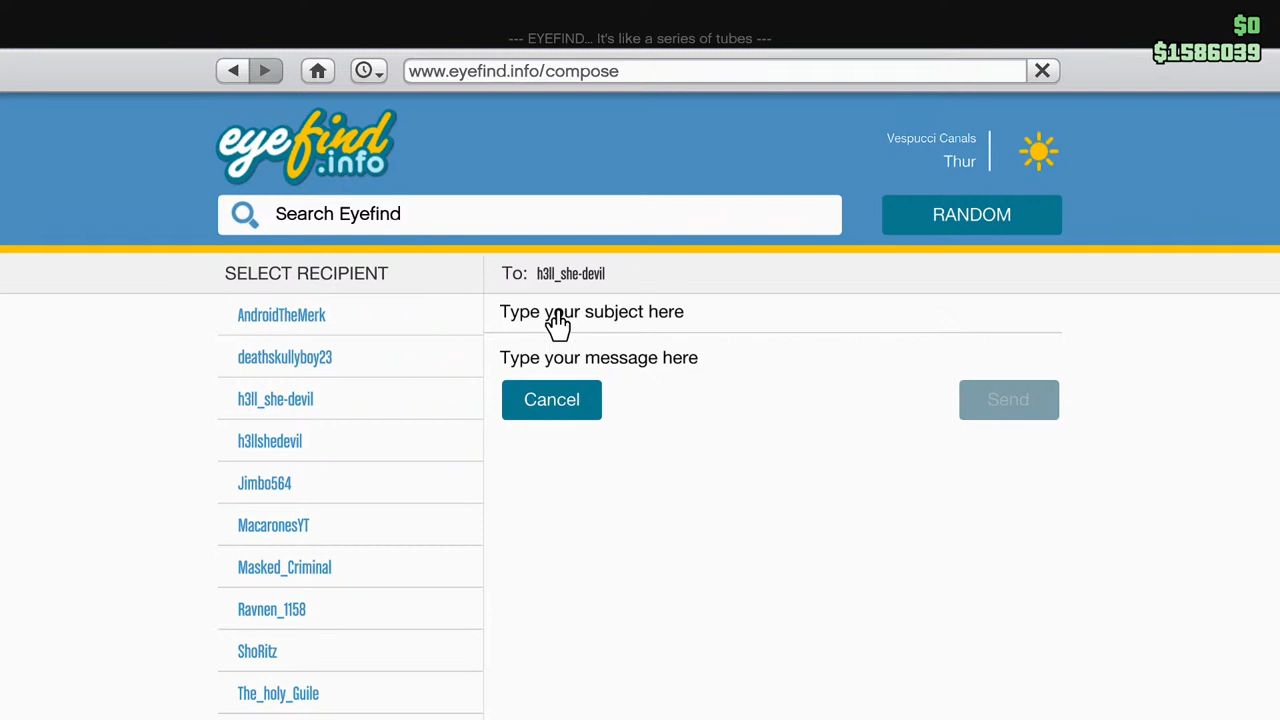 --- EYEFIND... It's like a series of tubes ---
$0
$1586039
www.eyefind.info/compose
eyefind
.info
Vespucci Canals
Thur
Search Eyefind
RANDOM
SELECT RECIPIENT
To: h3ll_she-devil
AndroidTheMerk
deathskullyboy23
h3ll_she-devil
h3llshedevil
Jimbo564
MacaronesYT
Masked_Criminal
Ravnen_1158
ShoRitz
The_holy_Guile
Type your subject here
Type your message here
Cancel
Send